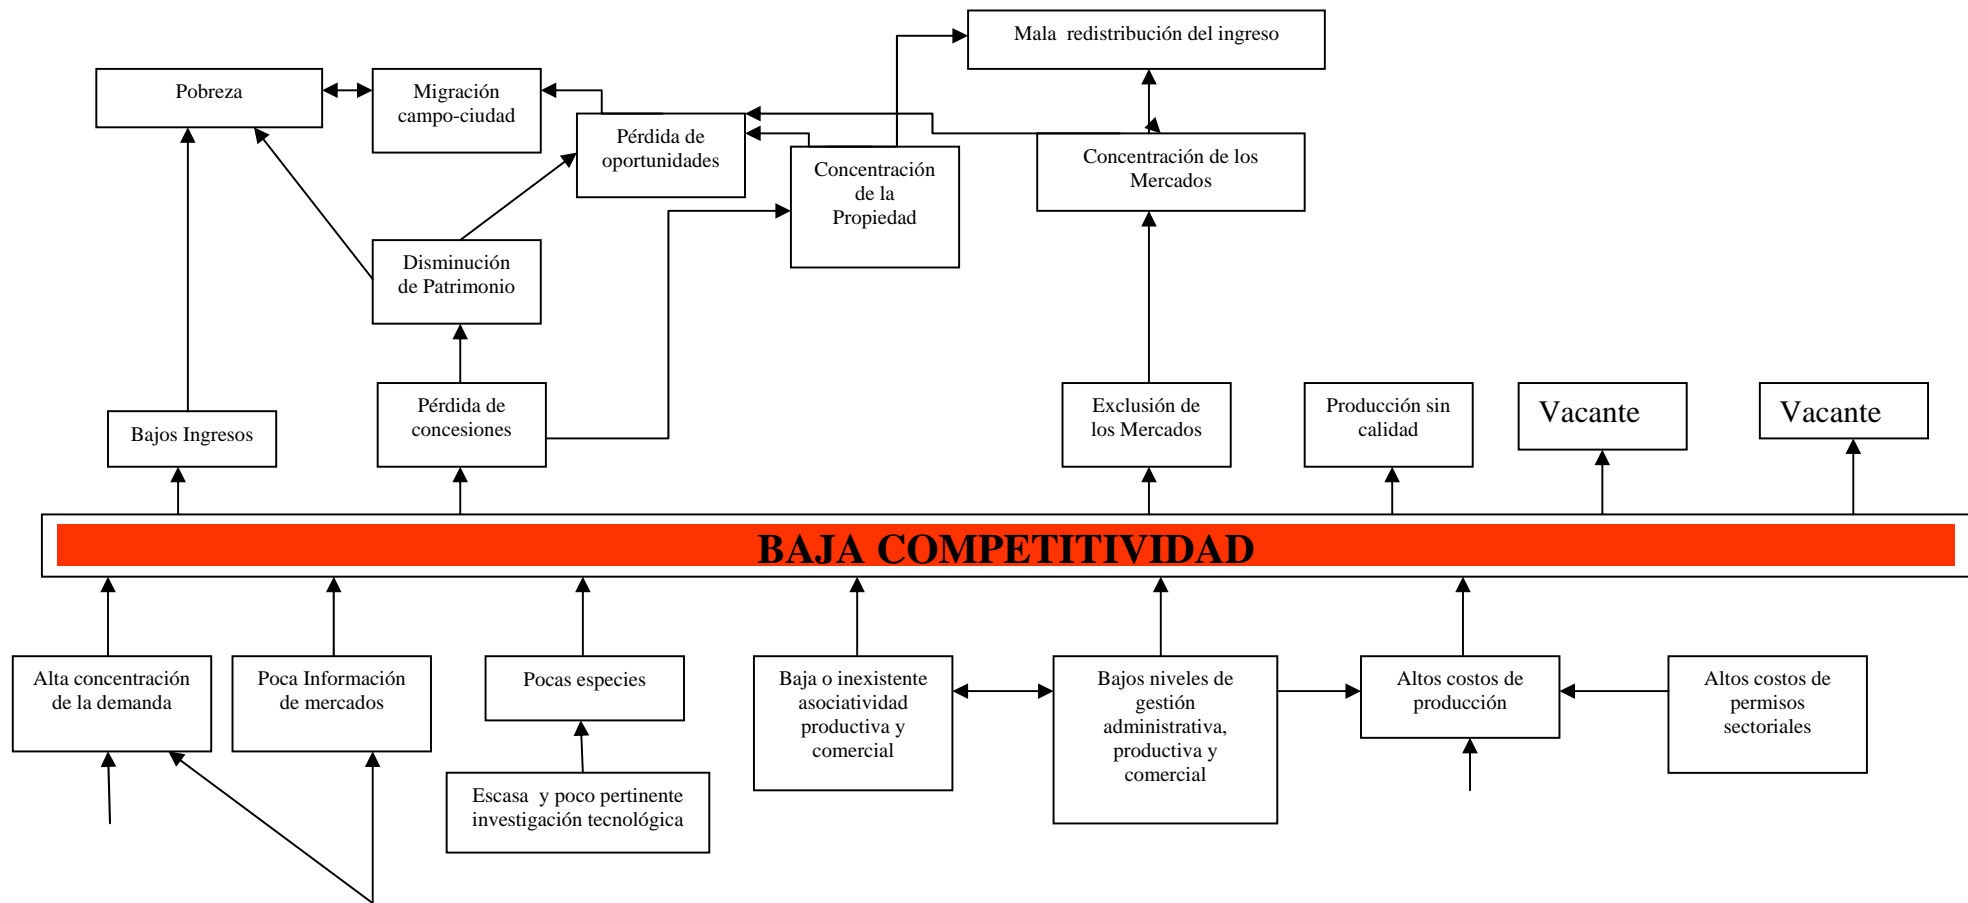 Mala redistribución del ingreso
Pobreza
Migración
campo-ciudad
Pérdida de
oportunidades
Concentración
de la
Propiedad
Concentración de los
Mercados
Disminución
de Patrimonio
Bajos Ingresos
Pérdida de
concesiones
Exclusión de
los Mercados
Producción sin
calidad
Vacante
Vacante
BAJA COMPETITIVIDAD
Alta concentración
de la demanda
Poca Información
de mercados
Pocas especies
Baja o inexistente
asociatividad
productiva y
comercial
Bajos niveles de
gestión
administrativa,
productiva y
comercial
Altos costos de
producción
Altos costos de
permisos
sectoriales
Escasa y poco pertinente
investigación tecnológica